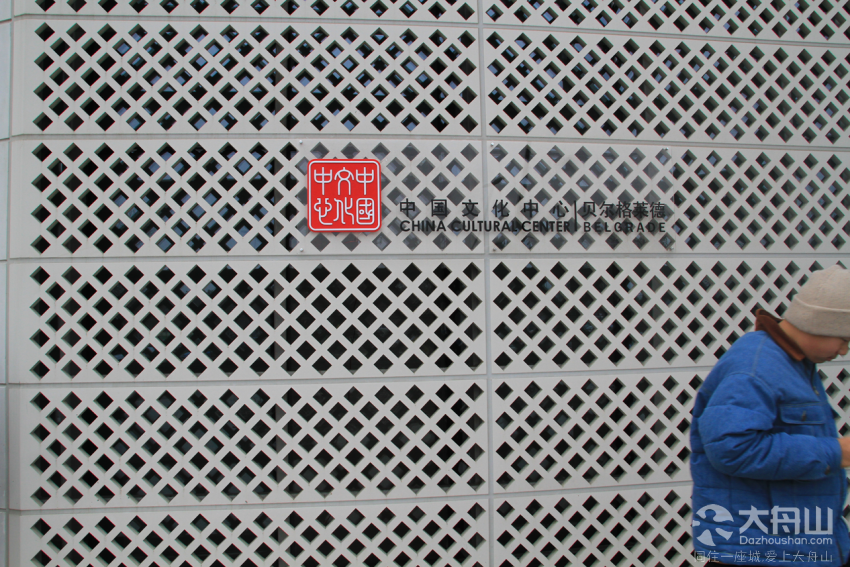 中國
文化
中心
中国文化中心|贝尔格莱德
CHINA CULTURAL CENTER|BELGRADE
大舟山
Dazhoushan.com
同住一座城,爱上大舟山